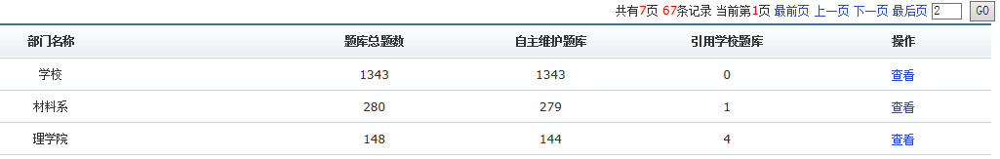 共有7页 67条记录 当前第1页 最前页 上一页 下一页 最后页 2 GO
部门名称 题库总题数 自主维护题库 引用学校题库 操作
学校 1343 1343 0 查看
材料系 280 279 1 查看
理学院 148 144 4 查看